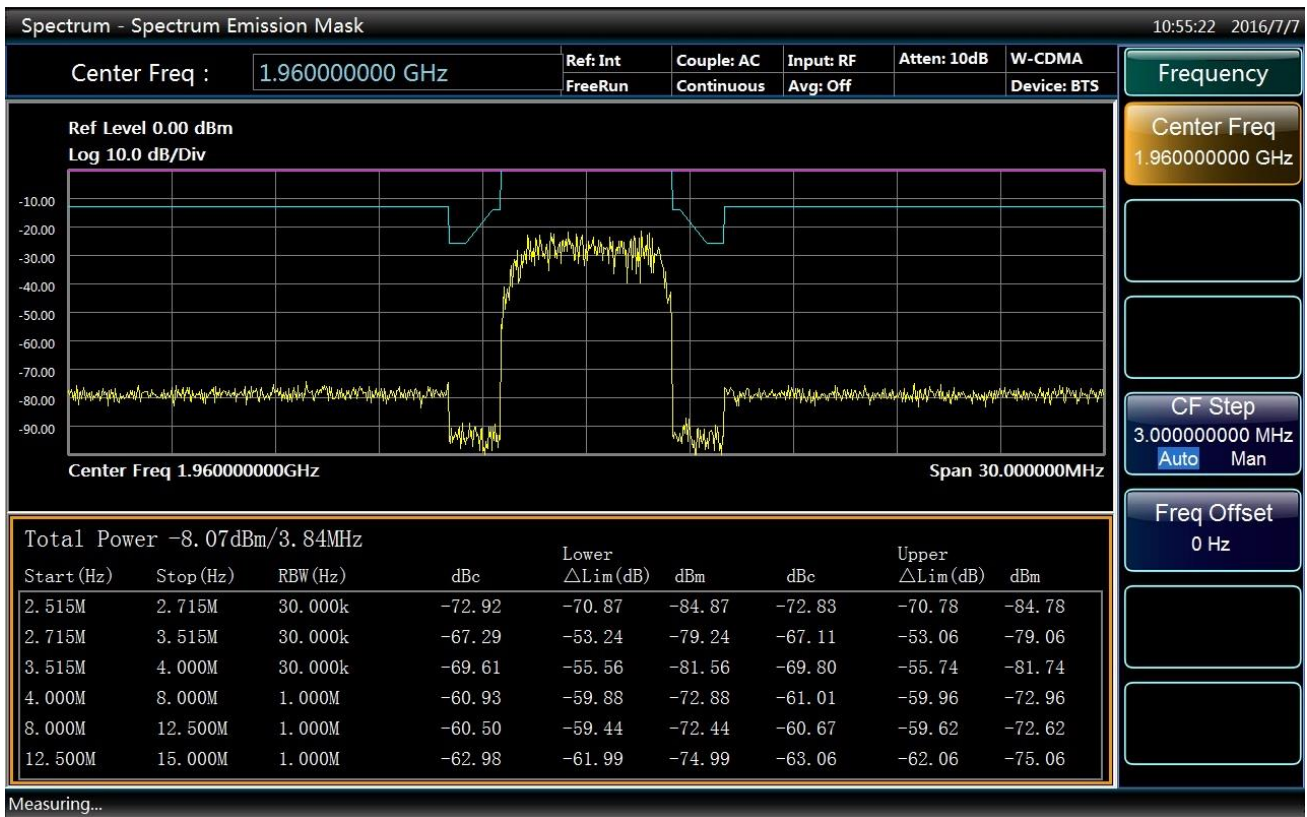 Spectrum - Spectrum Emission Mask 10:55:22 2016/7/7
Center Freq : 1.960000000 GHz
Ref: Int Couple: AC Input: RF Atten: 10dB W-CDMA
FreeRun Continuous Avg: Off Device: BTS
Ref Level 0.00 dBm
Log 10.0 dB/Div
-10.00
-20.00
-30.00
-40.00
-50.00
-60.00
-70.00
-80.00
-90.00
Center Freq 1.960000000GHz Span 30.000000MHz
Total Power -8.07dBm/3.84MHz
Lower Upper
Start(Hz) Stop(Hz) RBW(Hz) dBc △Lim(dB) dBm dBc △Lim(dB) dBm
2.515M 2.715M 30.000k -72.92 -70.87 -84.87 -72.83 -70.78 -84.78
2.715M 3.515M 30.000k -67.29 -53.24 -79.24 -67.11 -53.06 -79.06
3.515M 4.000M 30.000k -69.61 -55.56 -81.56 -69.80 -55.74 -81.74
4.000M 8.000M 1.000M -60.93 -59.88 -72.88 -61.01 -59.96 -72.96
8.000M 12.500M 1.000M -60.50 -59.44 -72.44 -60.67 -59.62 -72.62
12.500M 15.000M 1.000M -62.98 -61.99 -74.99 -63.06 -62.06 -75.06
Measuring...
Frequency
Center Freq
1.960000000 GHz
CF Step
3.000000000 MHz
Auto Man
Freq Offset
0 Hz